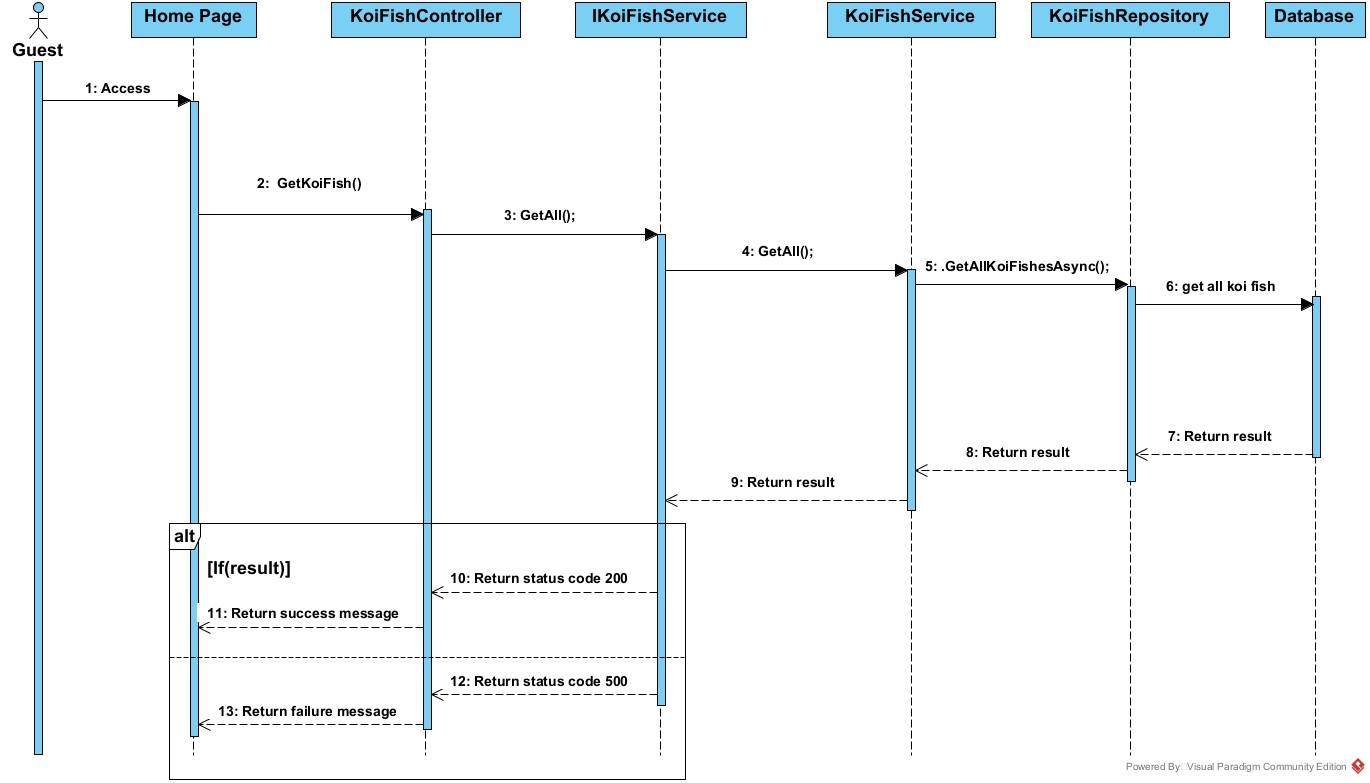 Home Page
KoiFishController
IKoiFishService
KoiFishService
KoiFishRepository
Database
Guest
1: Access
2:  GetKoiFish()
3: GetAll();
4: GetAll();
5: .GetAllKoiFishesAsync();
6: get all koi fish
7: Return result
8: Return result
9: Return result
alt
[If(result)]
10: Return status code 200
11: Return success message
12: Return status code 500
13: Return failure message
Powered By Visual Paradigm Community Edition